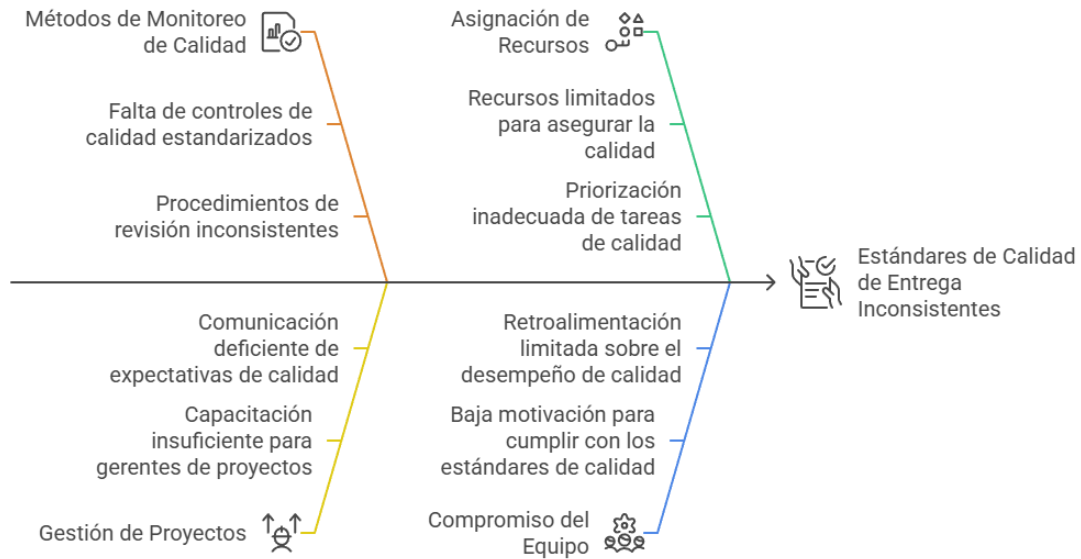 Métodos de Monitoreo
de Calidad
Falta de controles de
calidad estandarizados
Procedimientos de
revisión inconsistentes
Asignación de
Recursos
Recursos limitados
para asegurar la
calidad
Priorización
inadecuada de tareas
de calidad
Estándares de Calidad
de Entrega
Inconsistentes
Comunicación
deficiente de
expectativas de calidad
Capacitación
insuficiente para
gerentes de proyectos
Gestión de Proyectos
Retroalimentación
limitada sobre el
desempeño de calidad
Baja motivación para
cumplir con los
estándares de calidad
Compromiso del
Equipo